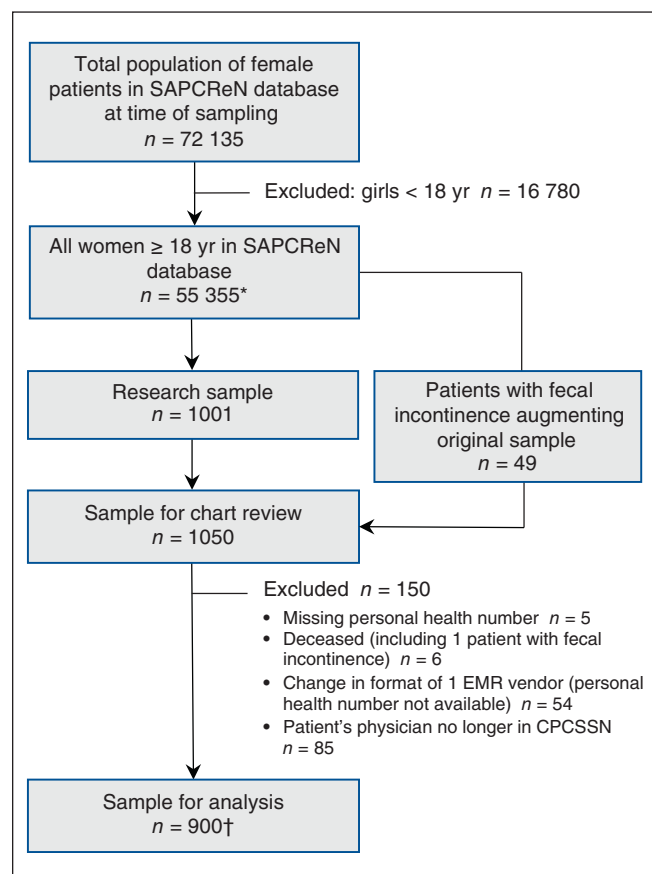 Total population of female
patients in SAPCReN database
at time of sampling
n = 72 135
Excluded: girls < 18 yr n = 16 780
All women ≥ 18 yr in SAPCReN
database
n = 55 355*
Research sample
n = 1001
Patients with fecal
incontinence augmenting
original sample
n = 49
Sample for chart review
n = 1050
Excluded n = 150
• Missing personal health number n = 5
• Deceased (including 1 patient with fecal
incontinence) n = 6
• Change in format of 1 EMR vendor (personal
health number not available) n = 54
• Patient's physician no longer in CPCSSN
n = 85
Sample for analysis
n = 900†